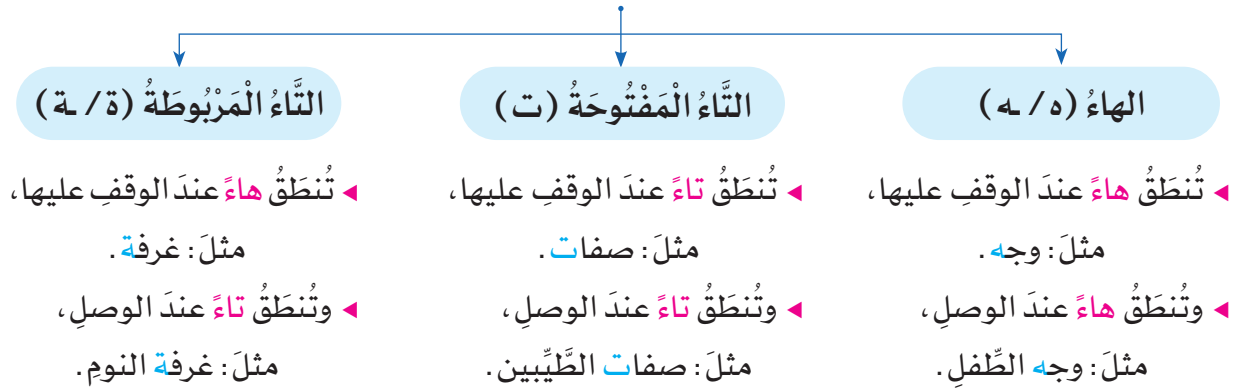 الهاءُ (ه / ـه)
◂ تُنطَقُ هاءً عندَ الوقفِ عليها،
مثلَ: وجه.
◂ وتُنطَقُ هاءً عندَ الوصلِ،
مثلَ: وجه الطِّفلِ.
التَّاءُ الْمَفْتُوحَةُ (ت)
◂ تُنطَقُ تاءً عندَ الوقفِ عليها،
مثلَ: صفات.
◂ وتُنطَقُ تاءً عندَ الوصلِ،
مثلَ: صفات الطَّيِّبين.
التَّاءُ الْمَرْبُوطَةُ (ة / ـة)
◂ تُنطَقُ هاءً عندَ الوقفِ عليها،
مثلَ: غرفة.
◂ وتُنطَقُ تاءً عندَ الوصلِ،
مثلَ: غرفة النومِ.